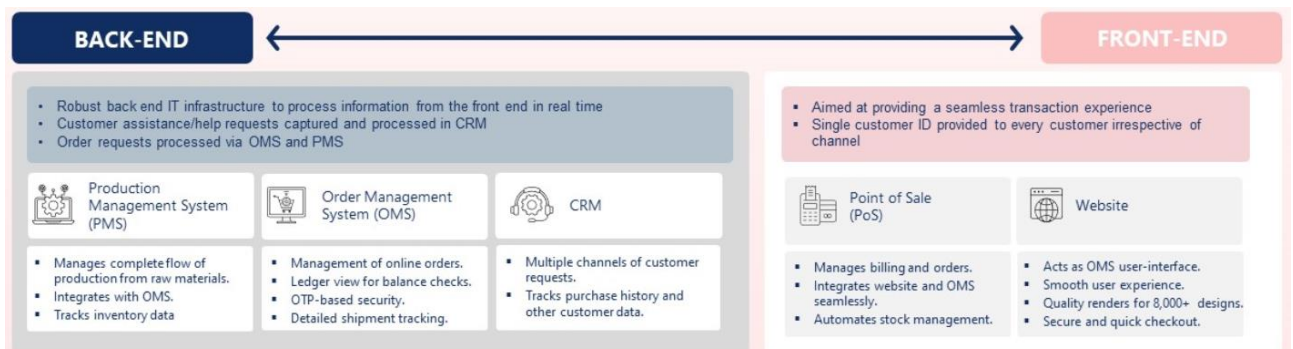 BACK-END
FRONT-END
• Robust back end IT infrastructure to process information from the front end in real time
• Customer assistance/help requests captured and processed in CRM
• Order requests processed via OMS and PMS
▪ Aimed at providing a seamless transaction experience
▪ Single customer ID provided to every customer irrespective of
channel
Production
Management System
(PMS)
Order Management
System (OMS)
CRM
Point of Sale
(PoS)
Website
▪ Manages complete flow of
production from raw materials.
▪ Integrates with OMS.
▪ Tracks inventory data
▪ Management of online orders.
▪ Ledger view for balance checks.
▪ OTP-based security.
▪ Detailed shipment tracking.
▪ Multiple channels of customer
requests.
▪ Tracks purchase history and
other customer data.
▪ Manages billing and orders.
▪ Integrates website and OMS
seamlessly.
▪ Automates stock management.
▪ Acts as OMS user-interface.
▪ Smooth user experience.
▪ Quality renders for 8,000+ designs.
▪ Secure and quick checkout.